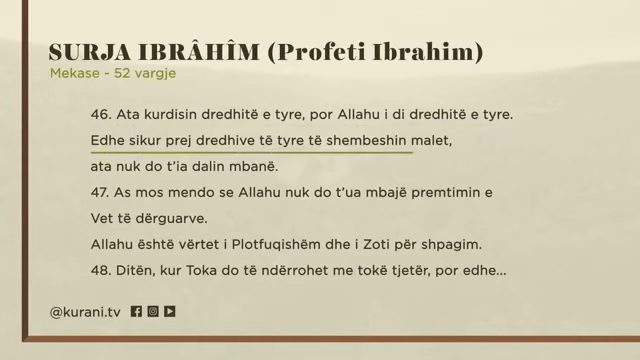 SURJA IBRÂHÎM (Profeti Ibrahim)
Mekase - 52 vargje
46. Ata kurdisin dredhitë e tyre, por Allahu i di dredhitë e tyre.
Edhe sikur prej dredhive të tyre të shembeshin malet,
ata nuk do t’ia dalin mbanë.
47. As mos mendo se Allahu nuk do t’ua mbajë premtimin e
Vet të dërguarve.
Allahu është vërtet i Plotfuqishëm dhe i Zoti për shpagim.
48. Ditën, kur Toka do të ndërrohet me tokë tjetër, por edhe...
@kurani.tv